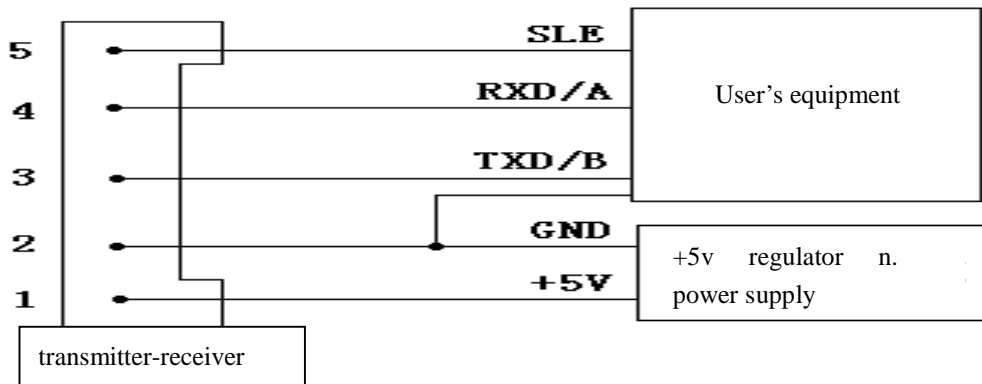 5 SLE
4 RXD/A User's equipment
3 TXD/B
2 GND
+5v regulator n.
1 +5V power supply
transmitter-receiver